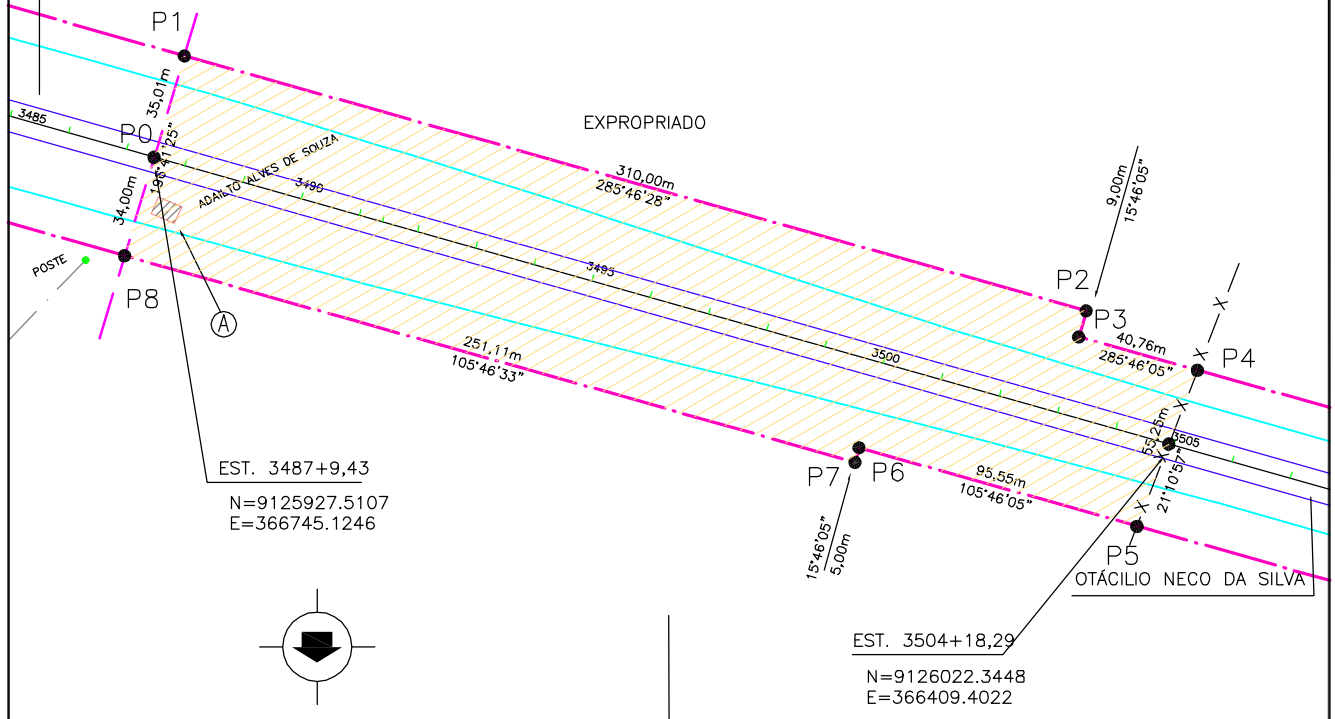 P1
35,01m
3485
P0
196°41'25"
34,00m
ADAILTO ALVES DE SOUZA
3490
EXPROPRIADO
310,00m
285°46'28"
9,00m
15°46'05"
P2
P3
40,76m
285°46'05"
X
X
X
X
X
P4
POSTE
P8
A
251,11m
105°46'33"
3495
3500
55,25m
21°10'57"
3505
P7
P6
95,55m
105°46'05"
15°46'05"
5,00m
P5
OTÁCILIO NECO DA SILVA
EST. 3487+9,43
N=9125927.5107
E=366745.1246
EST. 3504+18,29
N=9126022.3448
E=366409.4022